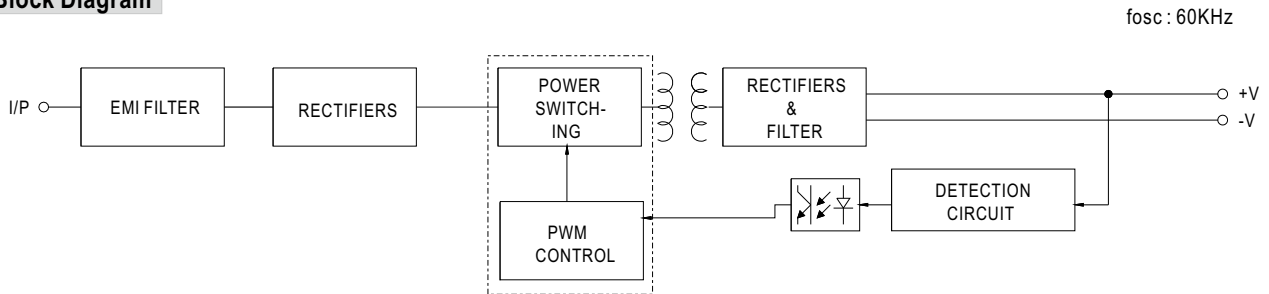 Block Diagram
fosc : 60KHz
I/P
EMI FILTER
RECTIFIERS
POWER
SWITCH-
ING
RECTIFIERS
&
FILTER
+V
-V
DETECTION
CIRCUIT
PWM
CONTROL